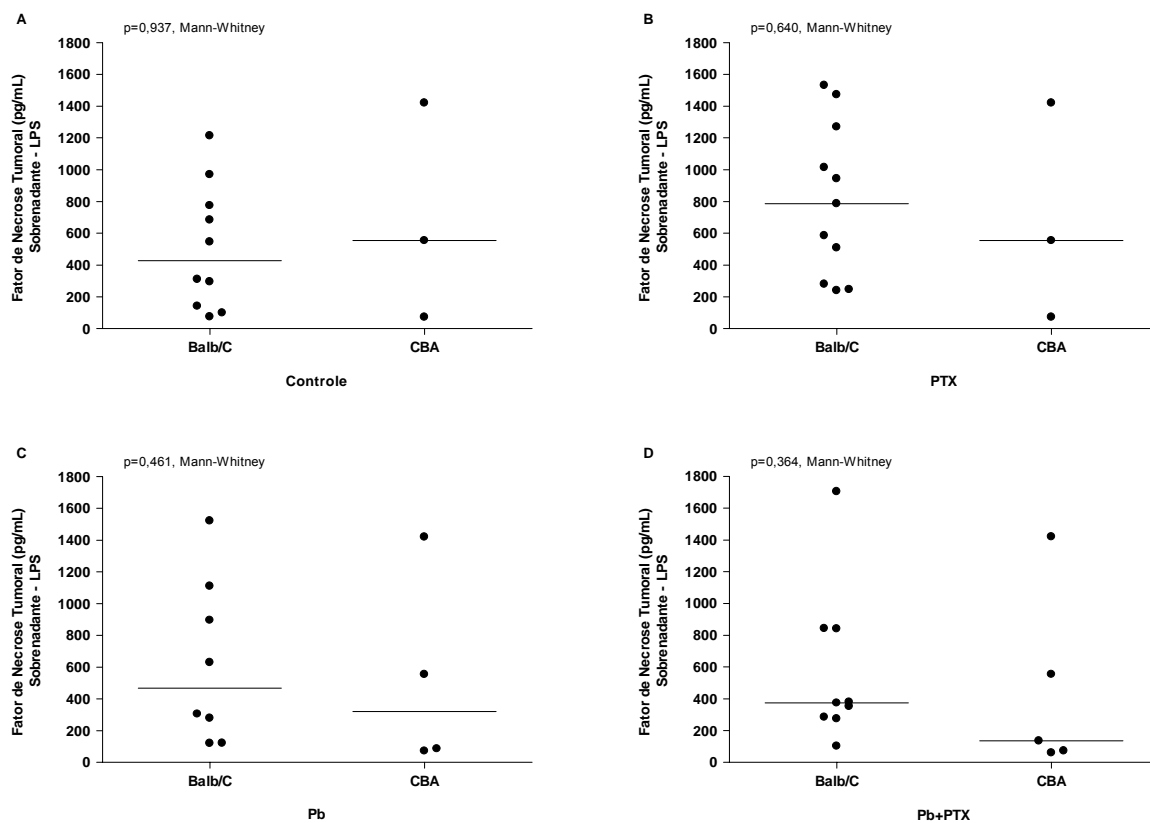 A
p=0,937, Mann-Whitney
Fator de Necrose Tumoral (pg/mL)
Sobrenadante - LPS
1800
1600
1400
1200
1000
800
600
400
200
0
Balb/C CBA
Controle
B
p=0,640, Mann-Whitney
Fator de Necrose Tumoral (pg/mL)
Sobrenadante - LPS
1800
1600
1400
1200
1000
800
600
400
200
0
Balb/C CBA
PTX
C
p=0,461, Mann-Whitney
Fator de Necrose Tumoral (pg/mL)
Sobrenadante - LPS
1800
1600
1400
1200
1000
800
600
400
200
0
Balb/C CBA
Pb
D
p=0,364, Mann-Whitney
Fator de Necrose Tumoral (pg/mL)
Sobrenadante - LPS
1800
1600
1400
1200
1000
800
600
400
200
0
Balb/C CBA
Pb+PTX